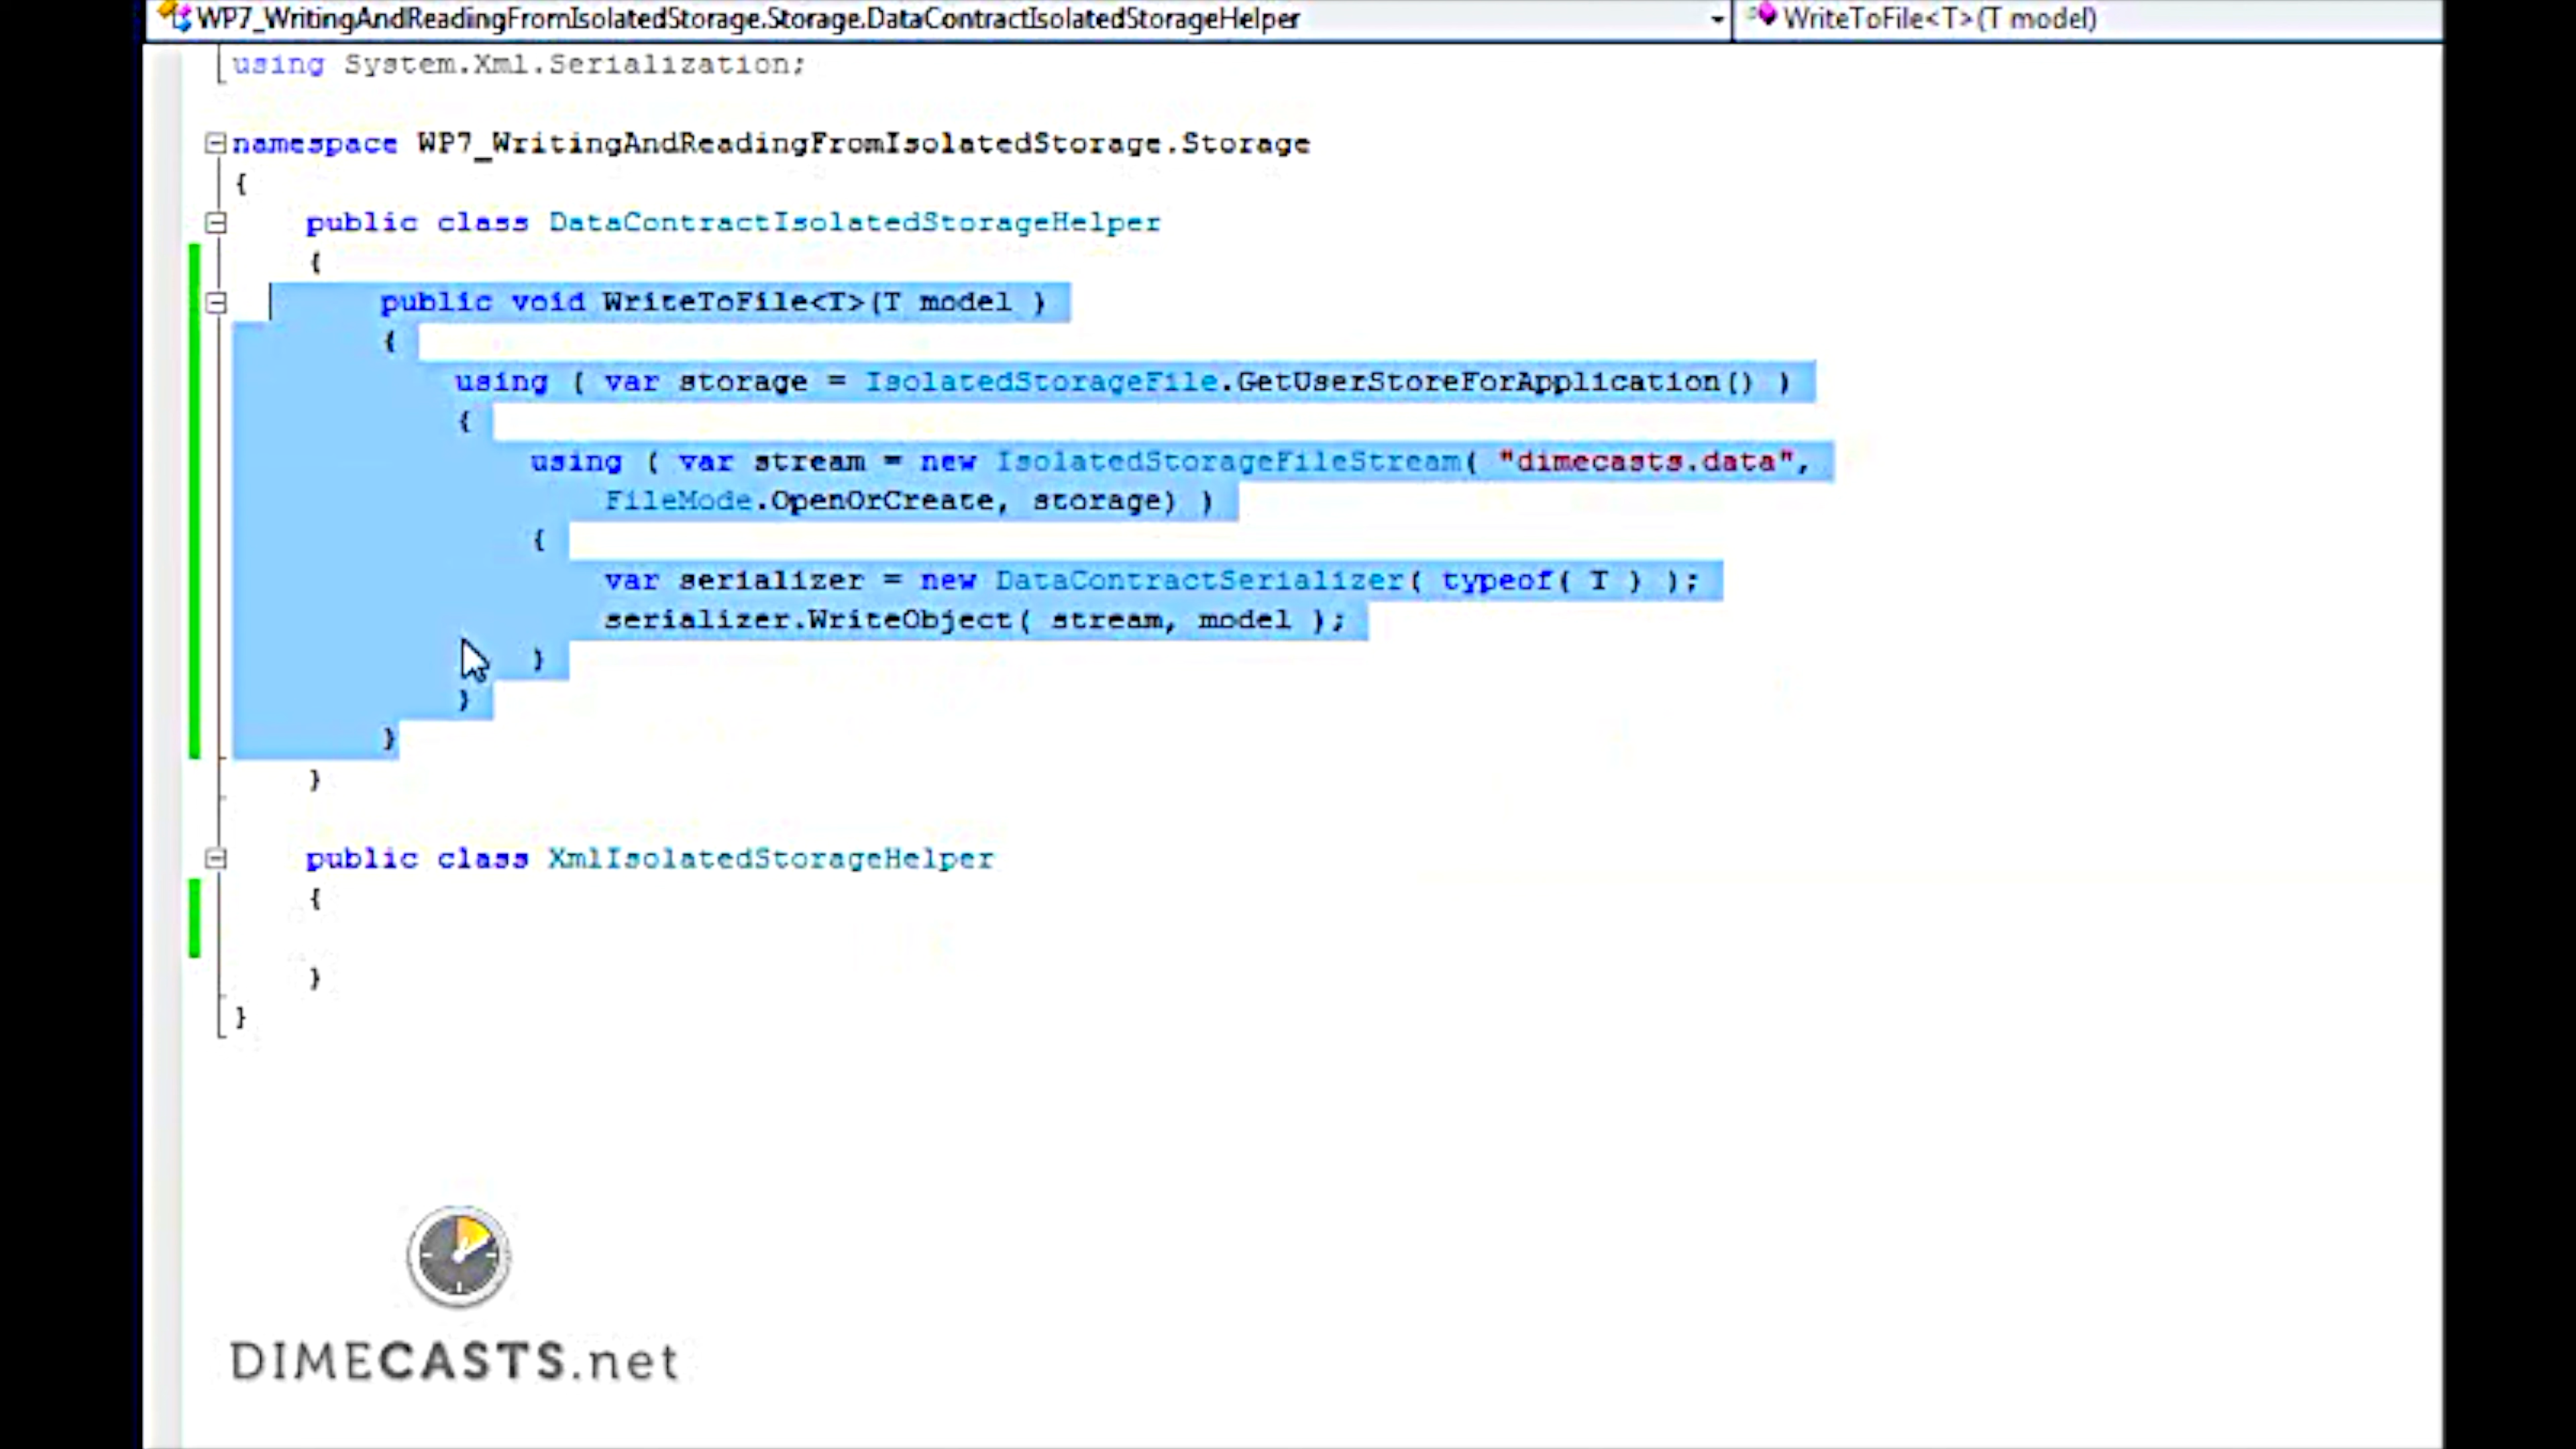 WP7_WritingAndReadingFromIsolatedStorage.Storage.DataContractIsolatedStorageHelper
WriteToFile<T>(T model)
using System.Xml.Serialization;
namespace WP7_WritingAndReadingFromIsolatedStorage.Storage
{
public class DataContractIsolatedStorageHelper
{
public void WriteToFile<T>(T model )
{
using ( var storage = IsolatedStorageFile.GetUserStoreForApplication() )
{
using ( var stream = new IsolatedStorageFileStream( "dimecasts.data",
FileMode.OpenOrCreate, storage) )
{
var serializer = new DataContractSerializer( typeof( T ) );
serializer.WriteObject( stream, model );
}
}
}
}
public class XmlIsolatedStorageHelper
{
}
}
DIMECASTS.net